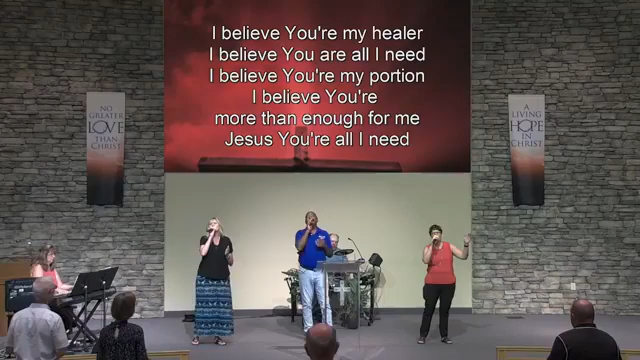 I believe You're my healer
I believe You are all I need
I believe You're my portion
I believe You're
more than enough for me
Jesus You're all I need
NO
GREATER
LOVE
THAN
CHRIST
A
LIVING
HOPE
IN
CHRIST